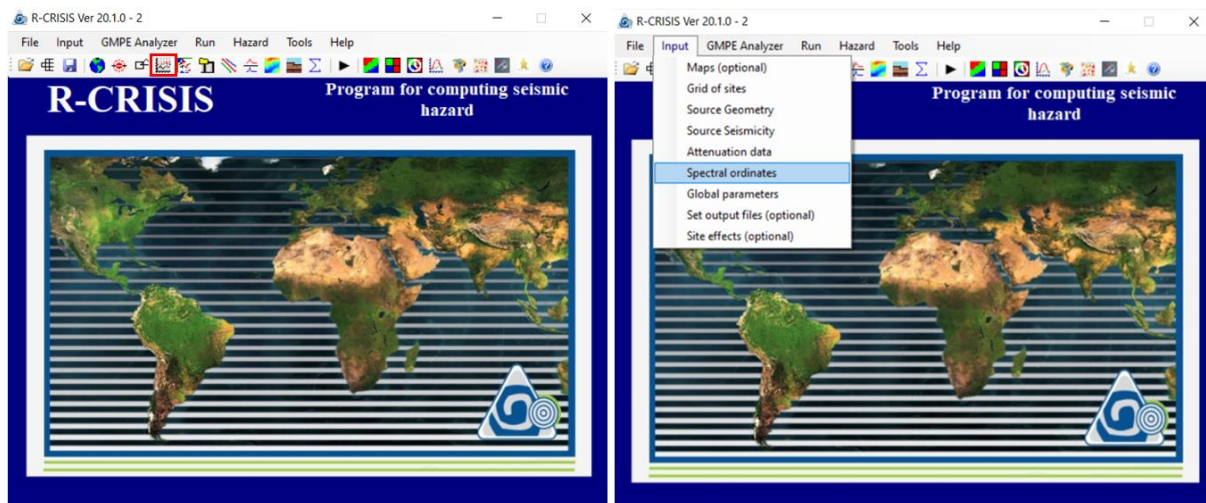 R-CRISIS Ver 20.1.0 - 2
File Input GMPE Analyzer Run Hazard Tools Help
R-CRISIS
Program for computing seismic
hazard
R-CRISIS Ver 20.1.0 - 2
File Input GMPE Analyzer Run Hazard Tools Help
Maps (optional)
Grid of sites
Source Geometry
Source Seismicity
Attenuation data
Spectral ordinates
Global parameters
Set output files (optional)
Site effects (optional)
Program for computing seismic
hazard